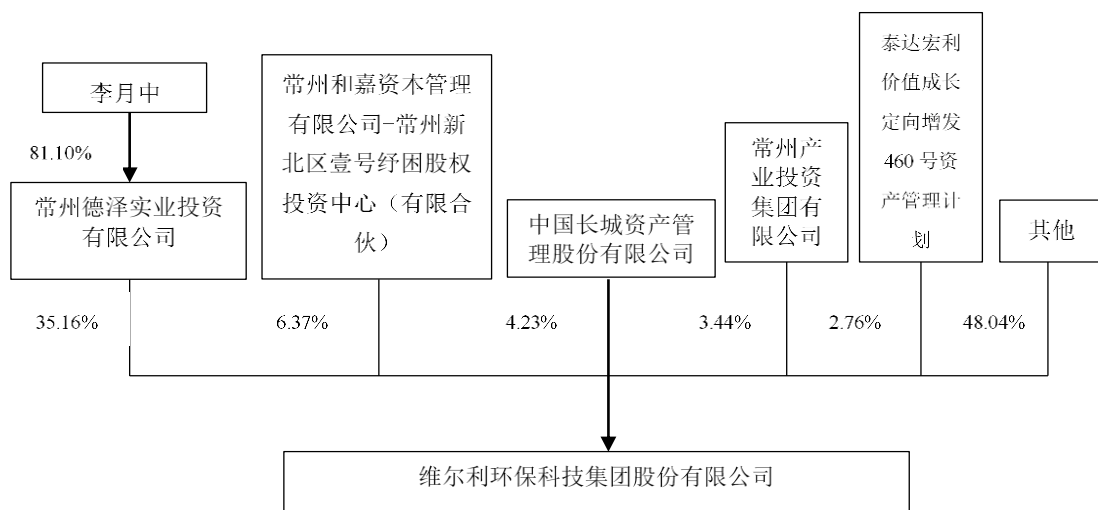 李月中
81.10%
常州德泽实业投资
有限公司
常州和嘉资本管理
有限公司-常州新
北区壹号纾困股权
投资中心（有限合
伙）
中国长城资产管
理股份有限公司
常州产
业投资
集团有
限公司
泰达宏利
价值成长
定向增发
460 号资
产管理计
划
其他
35.16%
6.37%
4.23%
3.44%
2.76%
48.04%
维尔利环保科技集团股份有限公司